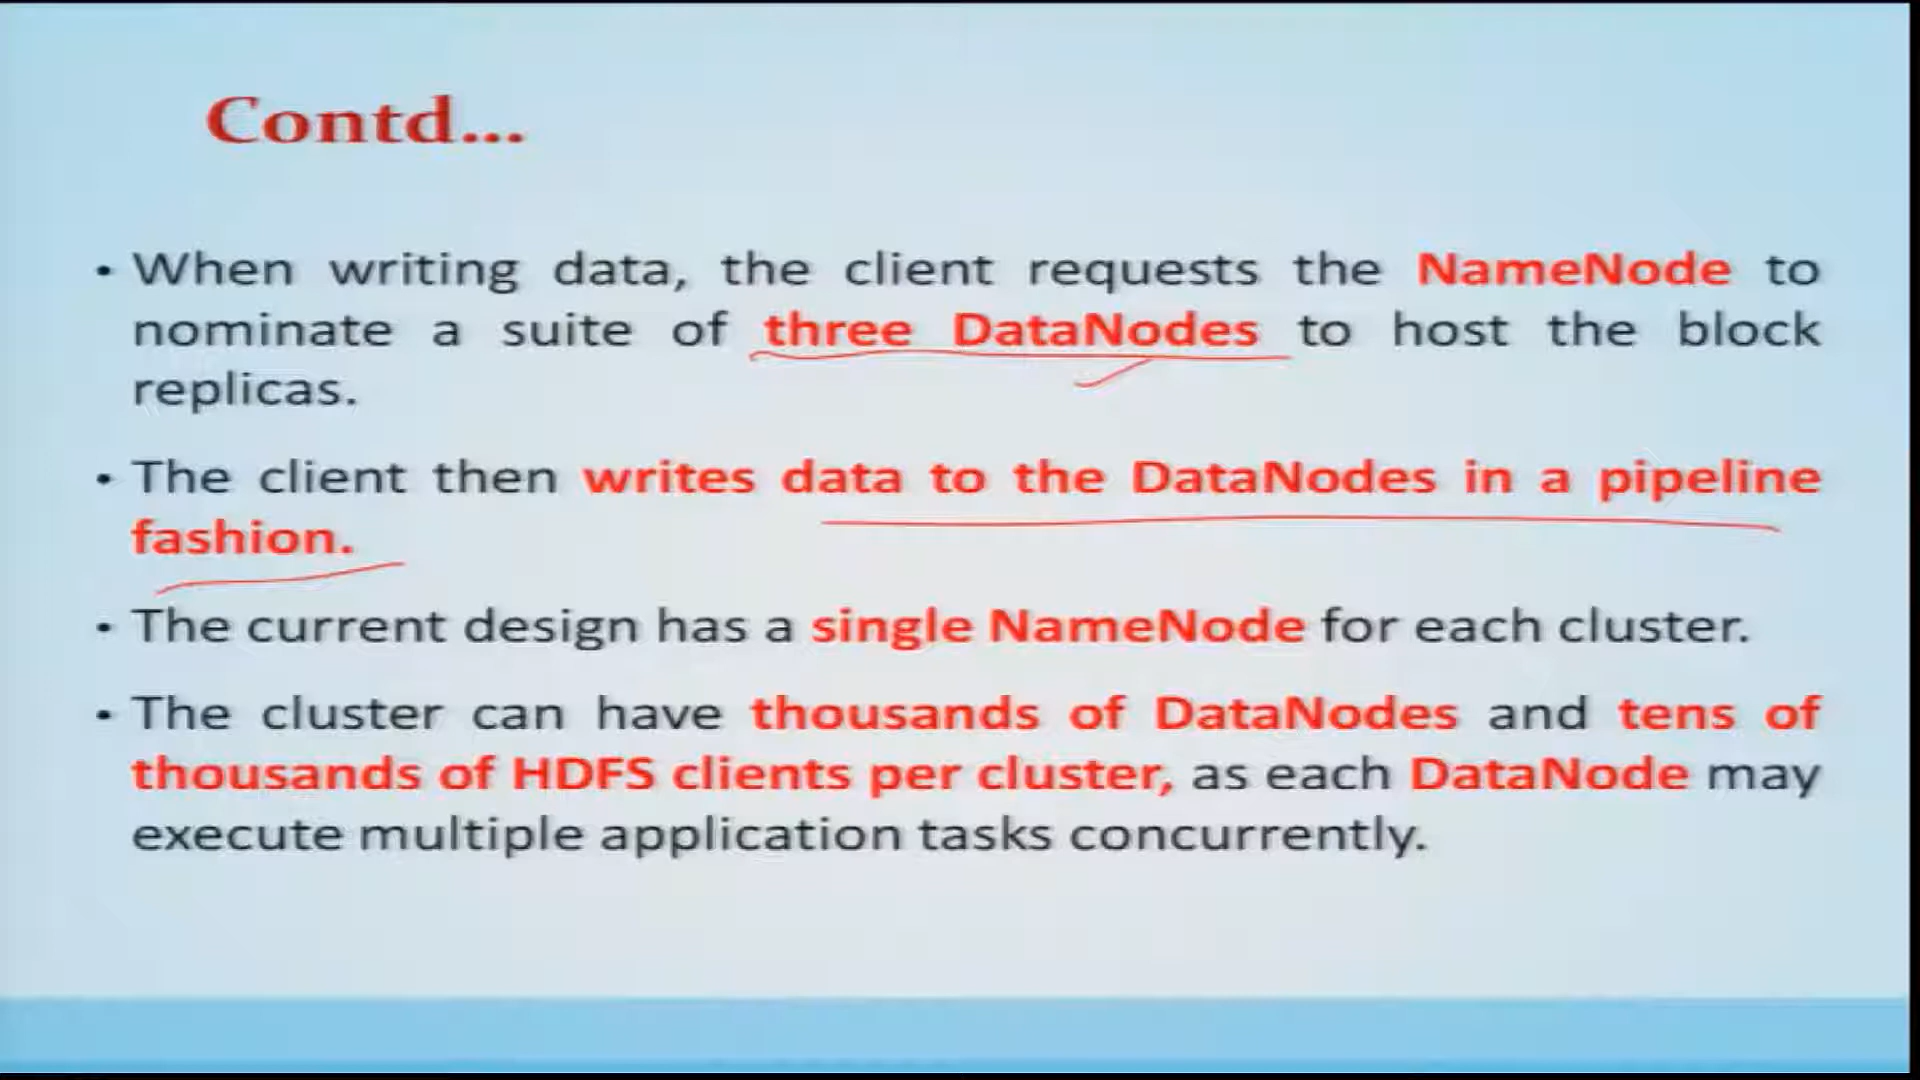 Contd...
• When writing data, the client requests the NameNode to
nominate a suite of three DataNodes to host the block
replicas.
• The client then writes data to the DataNodes in a pipeline
fashion.
• The current design has a single NameNode for each cluster.
• The cluster can have thousands of DataNodes and tens of
thousands of HDFS clients per cluster, as each DataNode may
execute multiple application tasks concurrently.